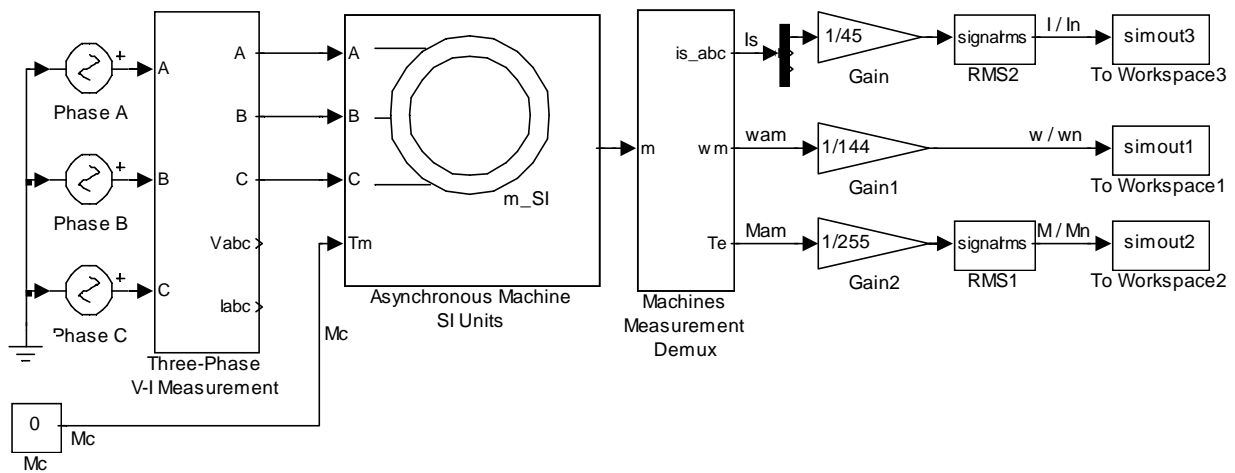 Phase A
+
Phase B
+
Phase C
+
A
B
C
A
B
C
Vabc
Iabc
Three-Phase
V-I Measurement
0
Mc
Mc
Mc
A
B
C
Tm
m_SI
Asynchronous Machine
SI Units
m
is_abc
wm
Te
Machines
Measurement
Demux
Is
1/45
Gain
signalrms
RMS2
I / In
simout3
To Workspace3
wam
1/144
Gain1
w / wn
simout1
To Workspace1
Mam
1/255
Gain2
signalrms
RMS1
M / Mn
simout2
To Workspace2